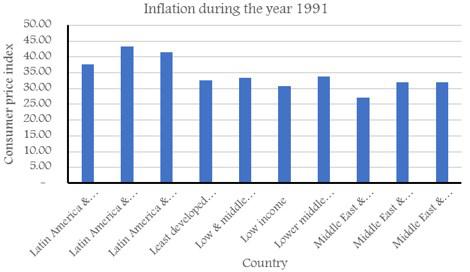 Inflation during the year 1991
Consumer price index
50.00
45.00
40.00
35.00
30.00
25.00
20.00
15.00
10.00
5.00
-
Latin America &...
Latin America &...
Latin America &...
Least developed...
Low & middle...
Low income
Lower middle...
Middle East &...
Middle East &...
Middle East &...
Country